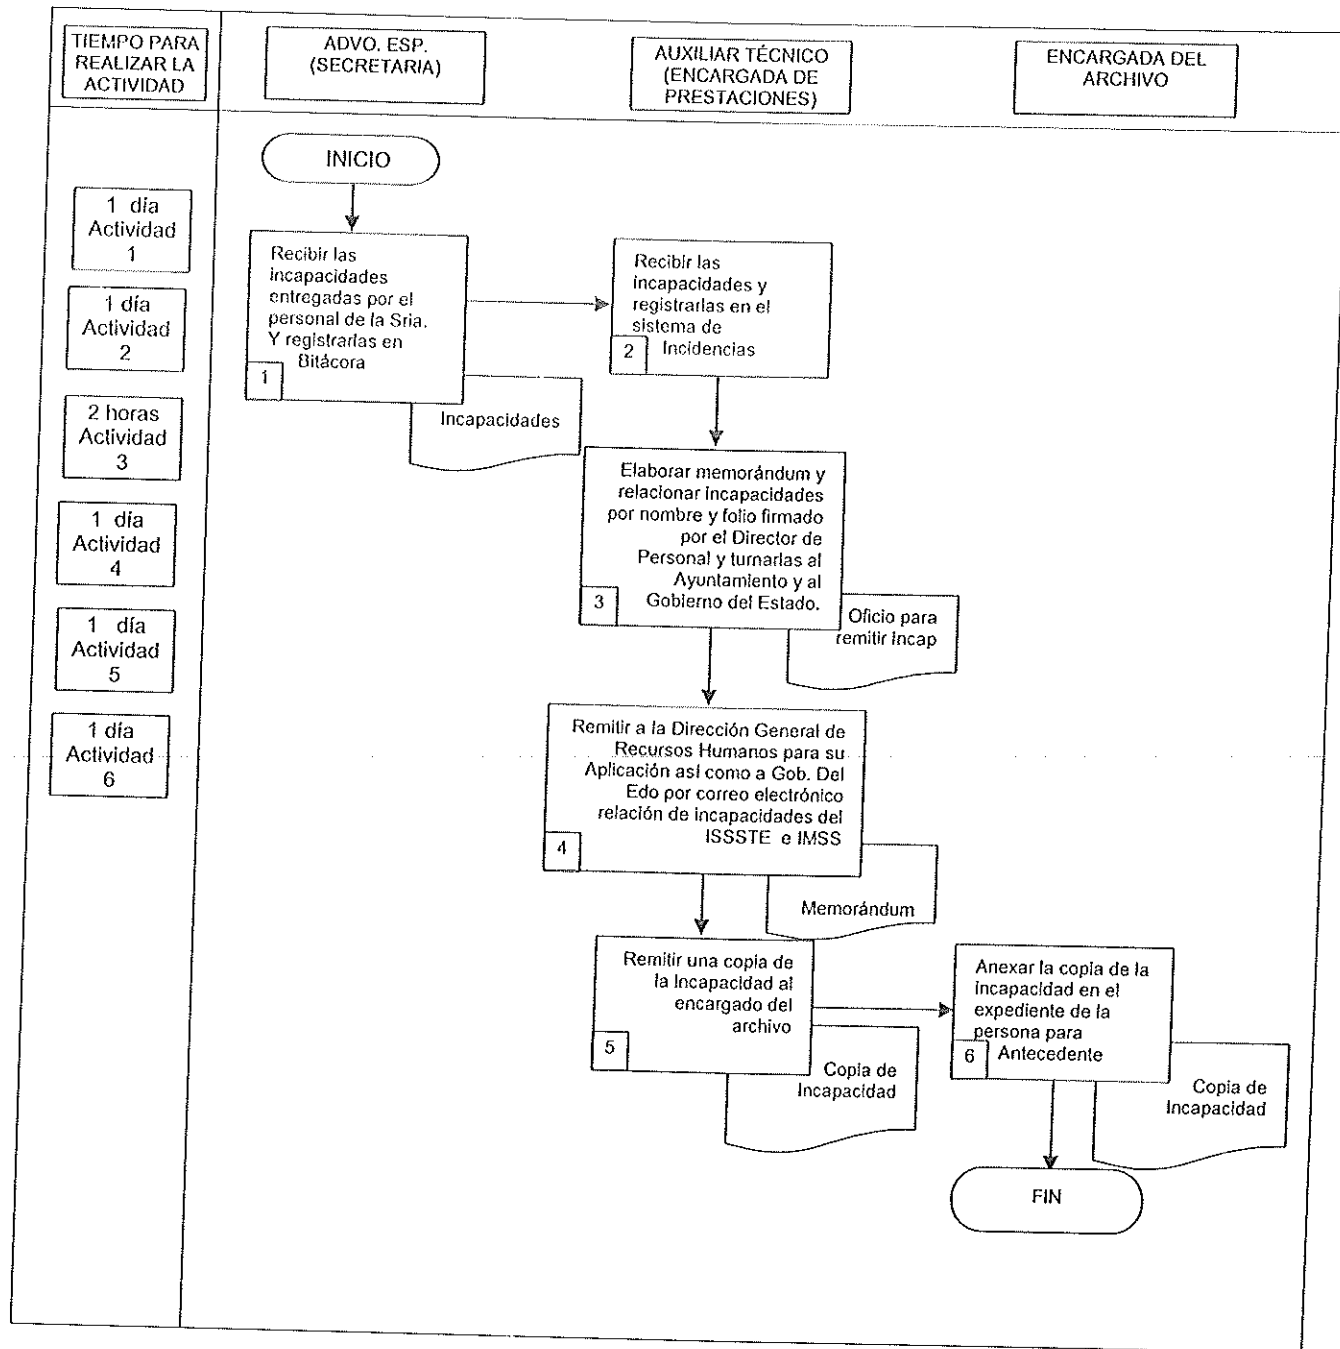 TIEMPO PARA
REALIZAR LA
ACTIVIDAD
ADVO. ESP.
(SECRETARIA)
AUXILIAR TÉCNICO
(ENCARGADA DE
PRESTACIONES)
ENCARGADA DEL
ARCHIVO
INICIO
1 día
Actividad
1
1 día
Actividad
2
2 horas
Actividad
3
1 día
Actividad
4
1 día
Actividad
5
1 día
Actividad
6
Recibir las
incapacidades
entregadas por el
personal de la Sria.
Y registrarlas en
Bitácora
1
Incapacidades
Recibir las
incapacidades y
registrarlas en el
sistema de
Incidencias
2
Elaborar memorándum y
relacionar incapacidades
por nombre y folio firmado
por el Director de
Personal y turnarlas al
Ayuntamiento y al
Gobierno del Estado.
3
Oficio para
remitir incap
Remitir a la Dirección General de
Recursos Humanos para su
Aplicación así como a Gob. Del
Edo por correo electrónico
relación de incapacidades del
ISSSTE e IMSS
4
Memorándum
Remitir una copia de
la Incapacidad al
encargado del
archivo
5
Copia de
Incapacidad
Anexar la copia de la
incapacidad en el
expediente de la
persona para
Antecedente
6
Copia de
Incapacidad
FIN